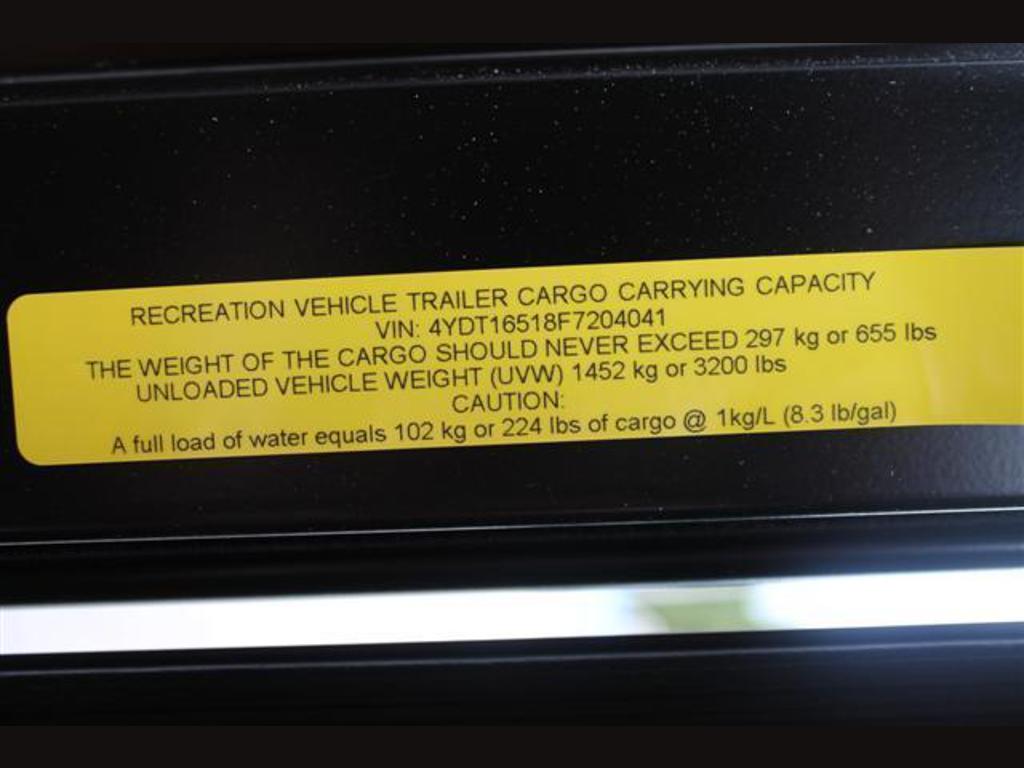 RECREATION VEHICLE TRAILER CARGO CARRYING CAPACITY
VIN: 4YDT16518F7204041
THE WEIGHT OF THE CARGO SHOULD NEVER EXCEED 297 kg or 655 lbs
UNLOADED VEHICLE WEIGHT (UVW) 1452 kg or 3200 lbs
CAUTION:
A full load of water equals 102 kg or 224 lbs of cargo @ 1kg/L (8.3 lb/gal)